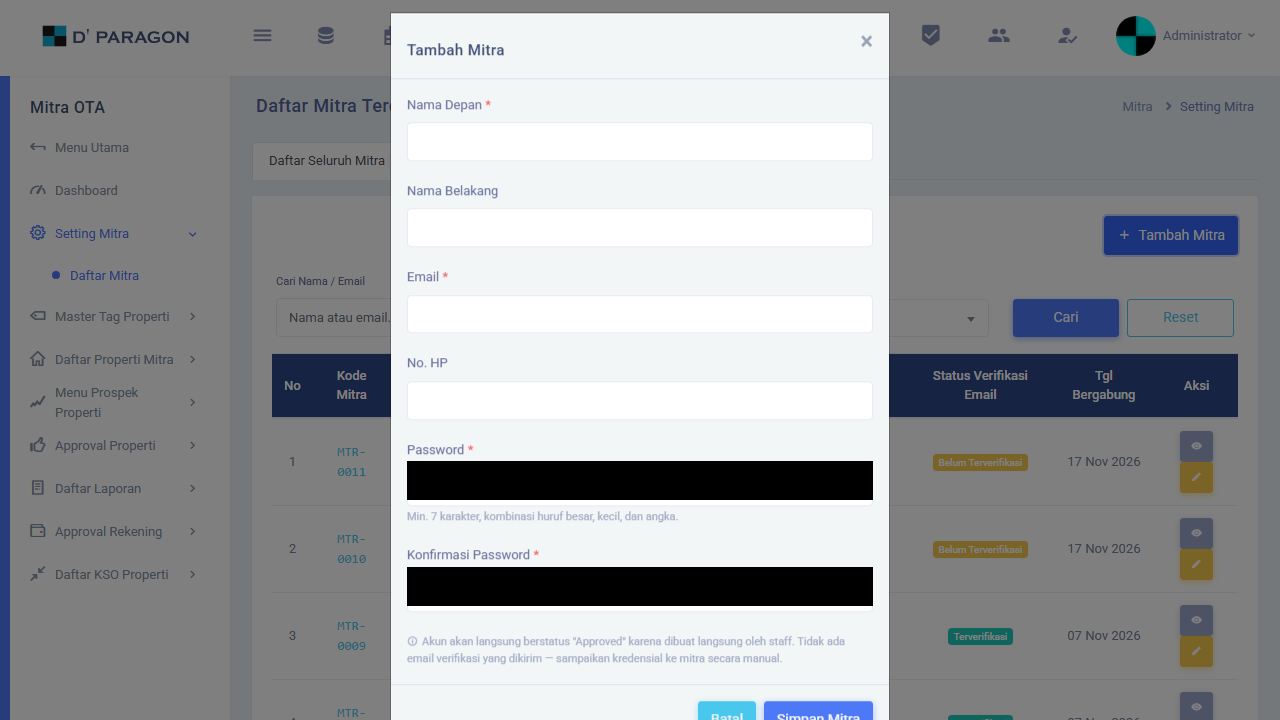 D' PARAGON
Administrator
Tambah Mitra
×
Mitra OTA
Menu Utama
Dashboard
Setting Mitra
Daftar Mitra
Master Tag Properti
Daftar Properti Mitra
Menu Prospek
Properti
Approval Properti
Daftar Laporan
Approval Rekening
Daftar KSO Properti
Daftar Mitra
Mitra > Setting Mitra
Daftar Seluruh Mitra
+ Tambah Mitra
Cari Nama / Email
Nama atau email.
Cari
Reset
No
Kode
Mitra
Status Verifikasi
Email
Tgl
Bergabung
Aksi
1
MTR-
0011
Belum Terverifikasi
17 Nov 2026
2
MTR-
0010
Belum Terverifikasi
17 Nov 2026
3
MTR-
0009
Terverifikasi
07 Nov 2026
MTR-
Nama Depan *
Nama Belakang
Email *
No. HP
Password *
Min. 7 karakter, kombinasi huruf besar, kecil, dan angka.
Konfirmasi Password *
Akun akan langsung berstatus "Approved" karena dibuat langsung oleh staff. Tidak ada
email verifikasi yang dikirim — sampaikan kredensial ke mitra secara manual.
Batal
Simpan Mitra